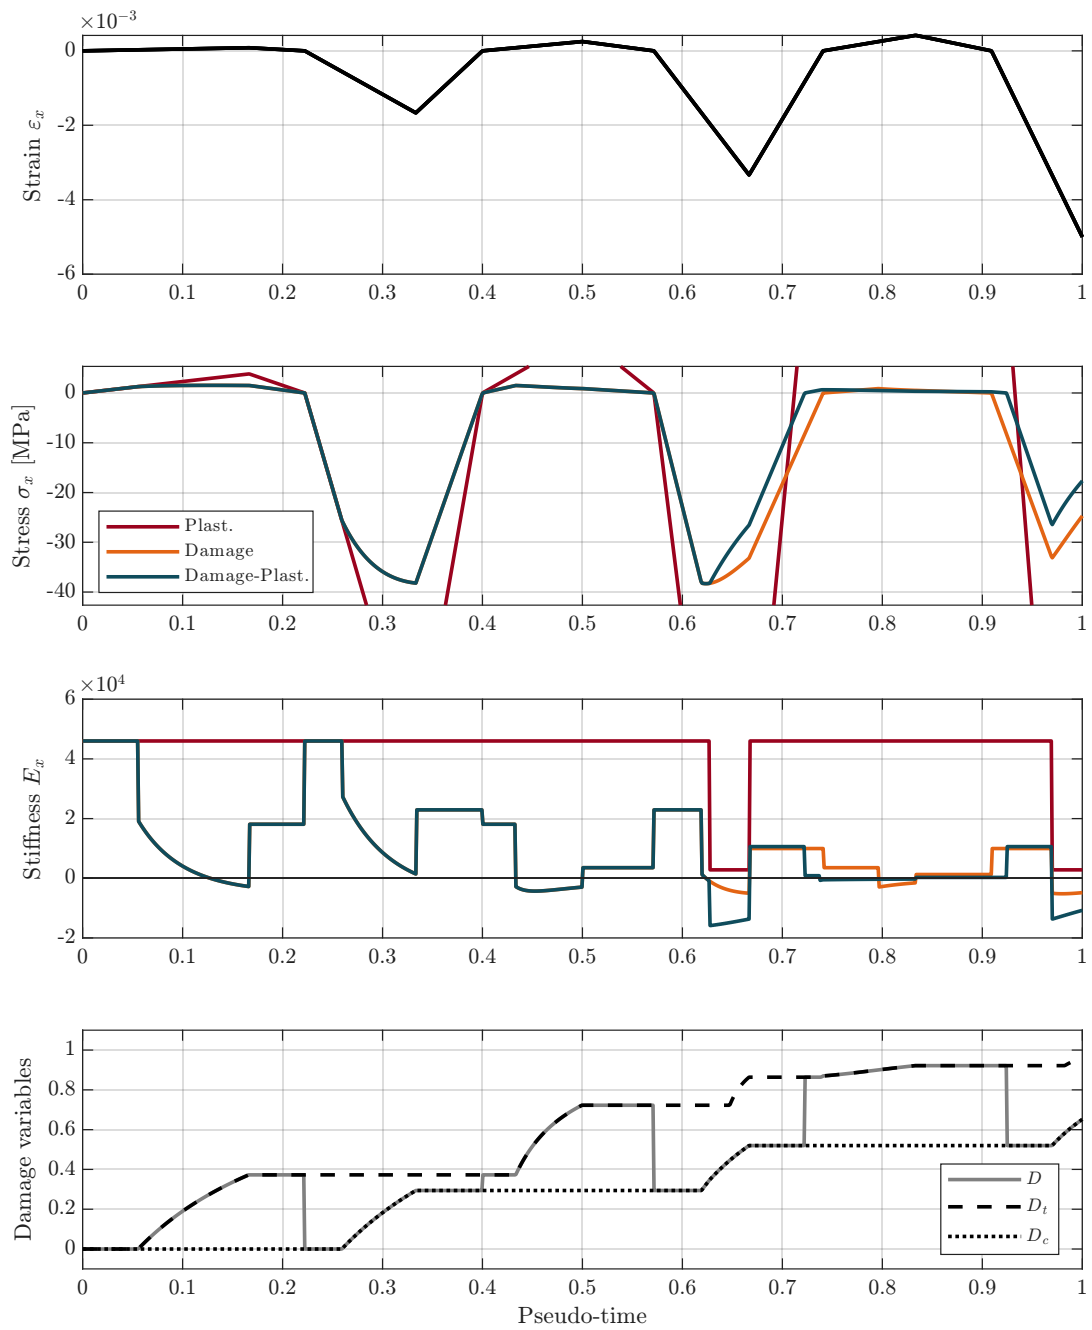 ×10⁻³
0
-2
-4
-6
Strain εₓ
0 0.1 0.2 0.3 0.4 0.5 0.6 0.7 0.8 0.9 1
0
-10
-20
-30
-40
Stress σₓ [MPa]
Plast.
Damage
Damage-Plast.
0 0.1 0.2 0.3 0.4 0.5 0.6 0.7 0.8 0.9 1
×10⁴
6
4
2
0
-2
Stiffness Eₓ
0 0.1 0.2 0.3 0.4 0.5 0.6 0.7 0.8 0.9 1
1
0.8
0.6
0.4
0.2
0
Damage variables
D
Dₜ
D_c
0 0.1 0.2 0.3 0.4 0.5 0.6 0.7 0.8 0.9 1
Pseudo-time